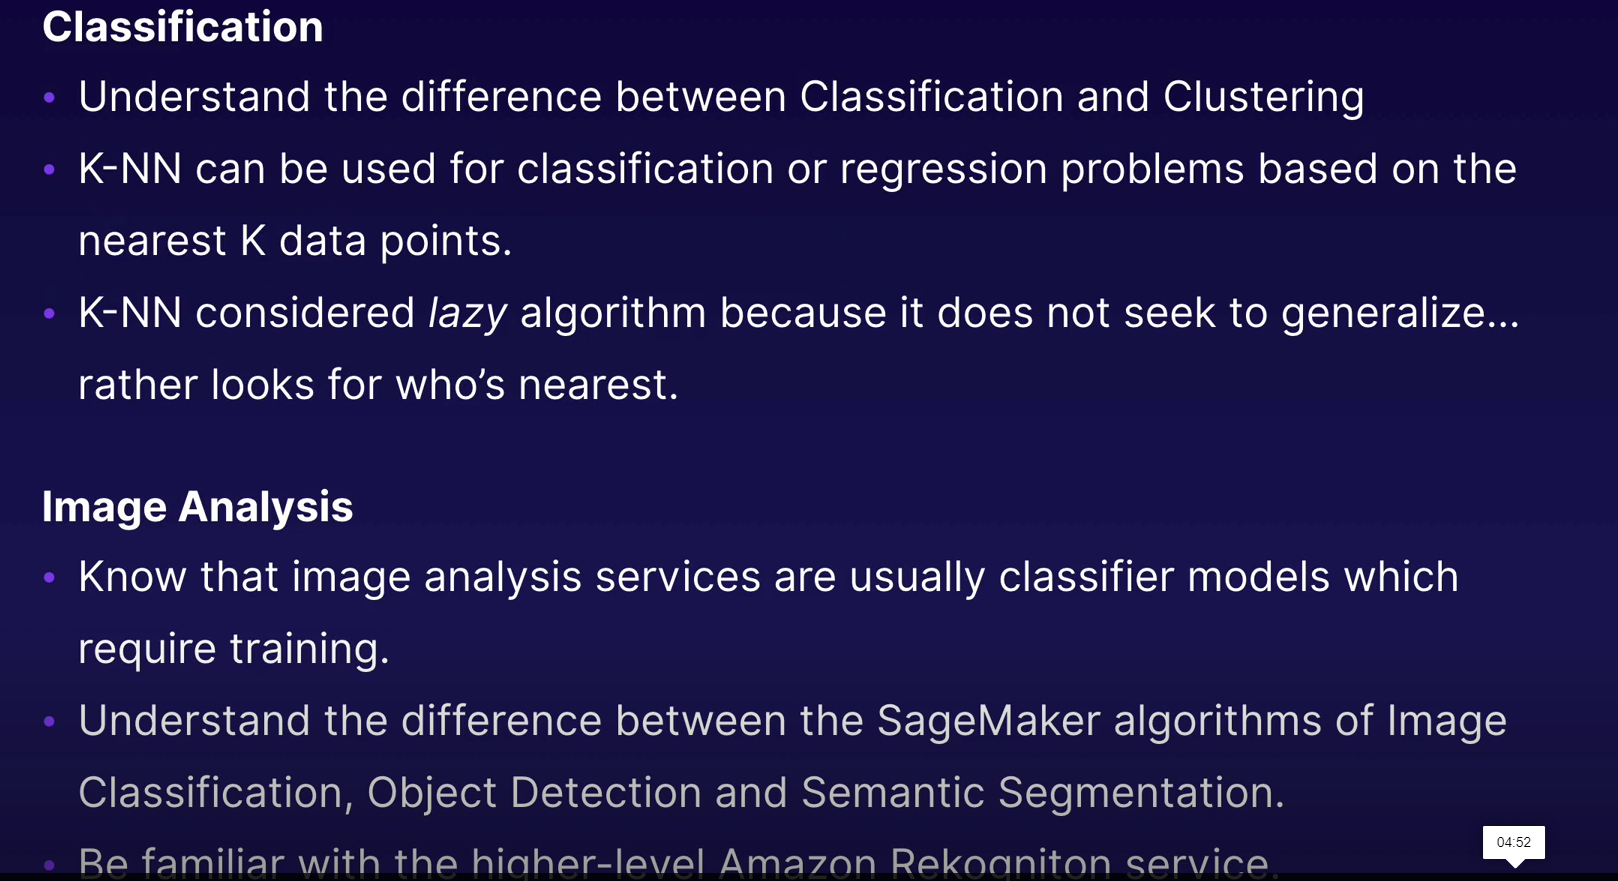 Classification
• Understand the difference between Classification and Clustering
• K-NN can be used for classification or regression problems based on the
nearest K data points.
• K-NN considered lazy algorithm because it does not seek to generalize...
rather looks for who’s nearest.
Image Analysis
• Know that image analysis services are usually classifier models which
require training.
• Understand the difference between the SageMaker algorithms of Image
Classification, Object Detection and Semantic Segmentation.
• Be familiar with the higher-level Amazon Rekogniton service.
04:52